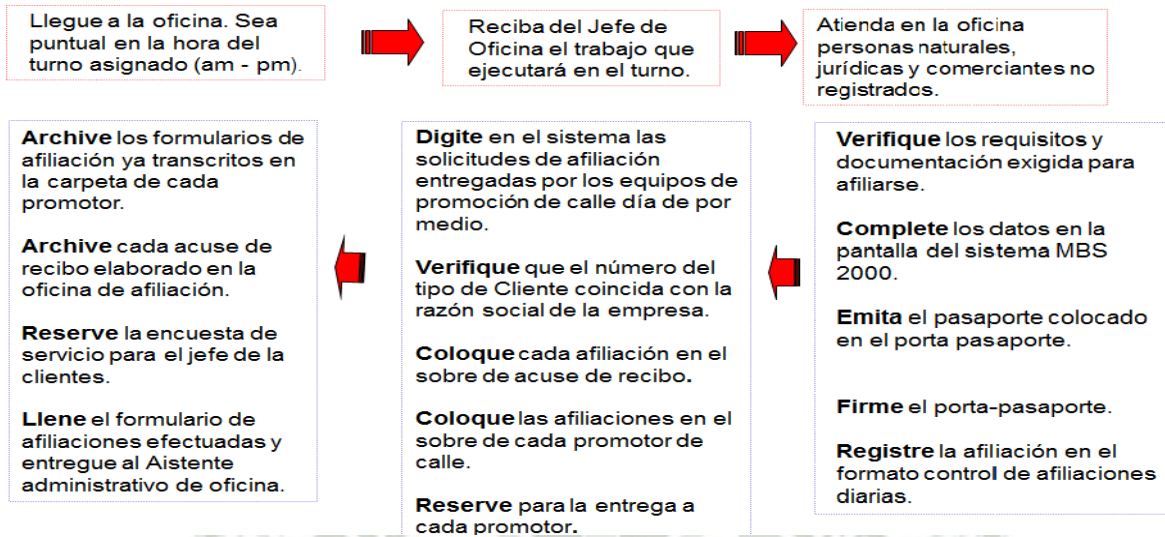 Llegue a la oficina. Sea
puntual en la hora del
turno asignado (am - pm).
Reciba del Jefe de
Oficina el trabajo que
ejecutará en el turno.
Atienda en la oficina
personas naturales,
jurídicas y comerciantes no
registrados.
Verifique los requisitos y
documentación exigida para
afiliarse.
Complete los datos en la
pantalla del sistema MBS
2000.
Emita el pasaporte colocado
en el porta pasaporte.
Firme el porta-pasaporte.
Registre la afiliación en el
formato control de afiliaciones
diarias.
Digite en el sistema las
solicitudes de afiliación
entregadas por los equipos de
promoción de calle día de por
medio.
Verifique que el número del
tipo de Cliente coincida con la
razón social de la empresa.
Coloque cada afiliación en el
sobre de acuse de recibo.
Coloque las afiliaciones en el
sobre de cada promotor de
calle.
Reserve para la entrega a
cada promotor.
Archive los formularios de
afiliación ya transcritos en
la carpeta de cada
promotor.
Archive cada acuse de
recibo elaborado en la
oficina de afiliación.
Reserve la encuesta de
servicio para el jefe de la
clientes.
Llene el formulario de
afiliaciones efectuadas y
entregue al Aistente
administrativo de oficina.